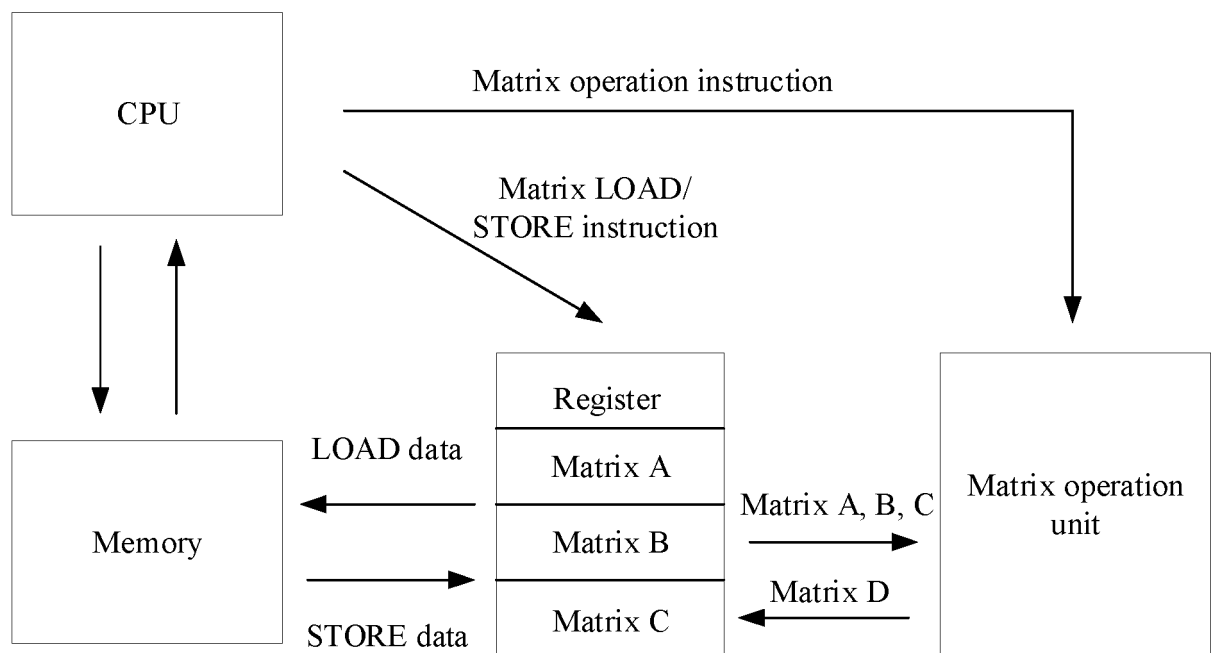 CPU
Matrix operation instruction
Matrix LOAD/
STORE instruction
Register
LOAD data
Matrix A
Matrix A, B, C
Matrix operation
unit
Memory
Matrix B
Matrix D
STORE data
Matrix C